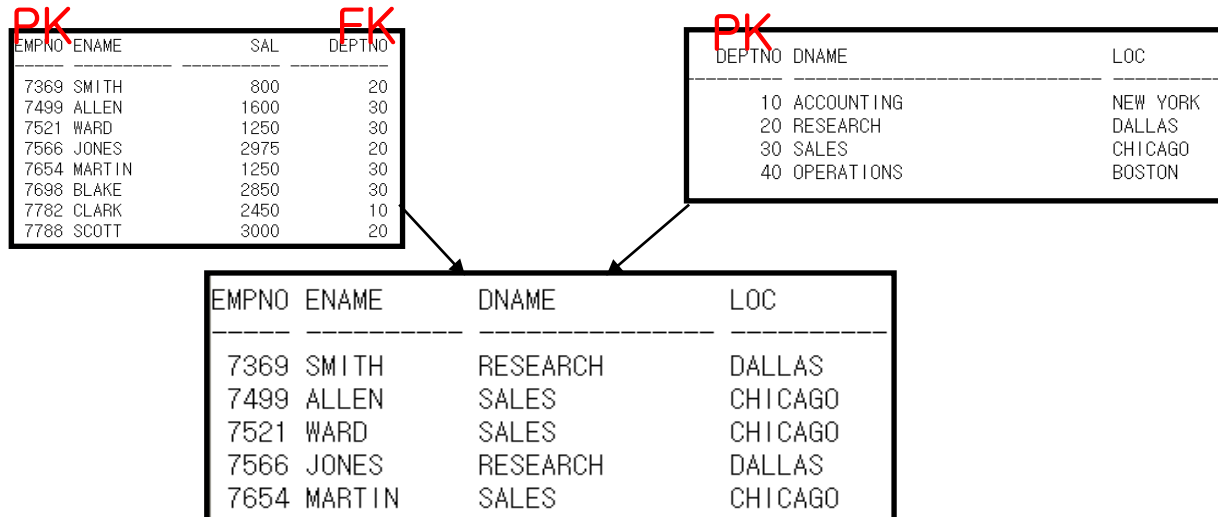 PK FK
EMPNO ENAME SAL DEPTNO
----- ---------- ---------- ----------
7369 SMITH 800 20
7499 ALLEN 1600 30
7521 WARD 1250 30
7566 JONES 2975 20
7654 MARTIN 1250 30
7698 BLAKE 2850 30
7782 CLARK 2450 10
7788 SCOTT 3000 20
PK
DEPTNO DNAME LOC
10 ACCOUNTING NEW YORK
20 RESEARCH DALLAS
30 SALES CHICAGO
40 OPERATIONS BOSTON
EMPNO ENAME DNAME LOC
7369 SMITH RESEARCH DALLAS
7499 ALLEN SALES CHICAGO
7521 WARD SALES CHICAGO
7566 JONES RESEARCH DALLAS
7654 MARTIN SALES CHICAGO